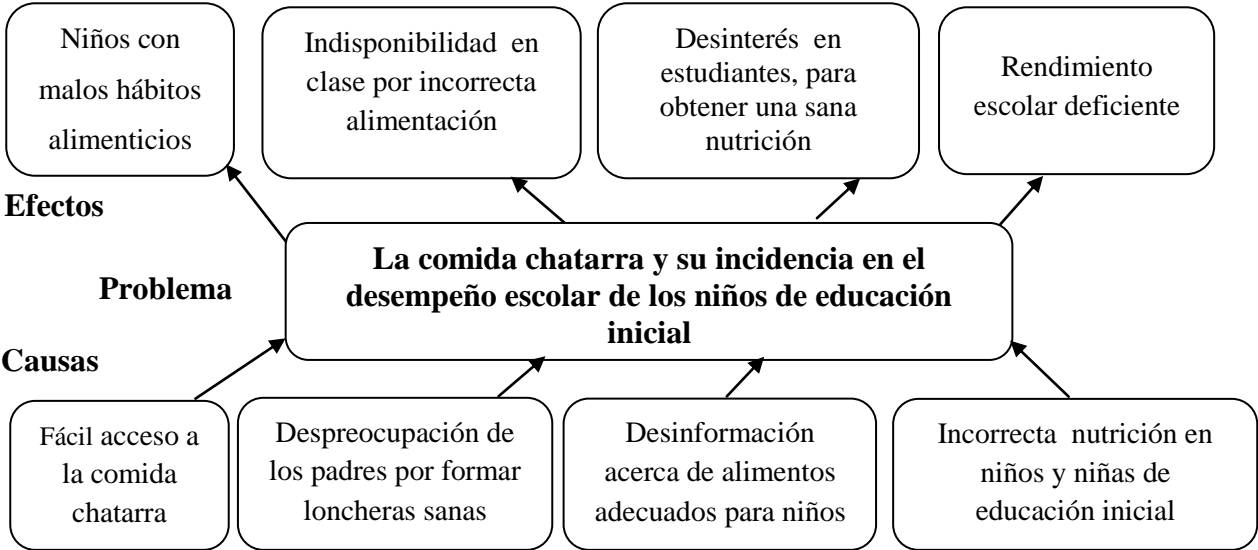 Niños con
malos hábitos
alimenticios
Indisponibilidad en
clase por incorrecta
alimentación
Desinterés en
estudiantes, para
obtener una sana
nutrición
Rendimiento
escolar deficiente
Efectos
La comida chatarra y su incidencia en el
desempeño escolar de los niños de educación
inicial
Problema
Causas
Fácil acceso a
la comida
chatarra
Despreocupación de
los padres por formar
loncheras sanas
Desinformación
acerca de alimentos
adecuados para niños
Incorrecta nutrición en
niños y niñas de
educación inicial